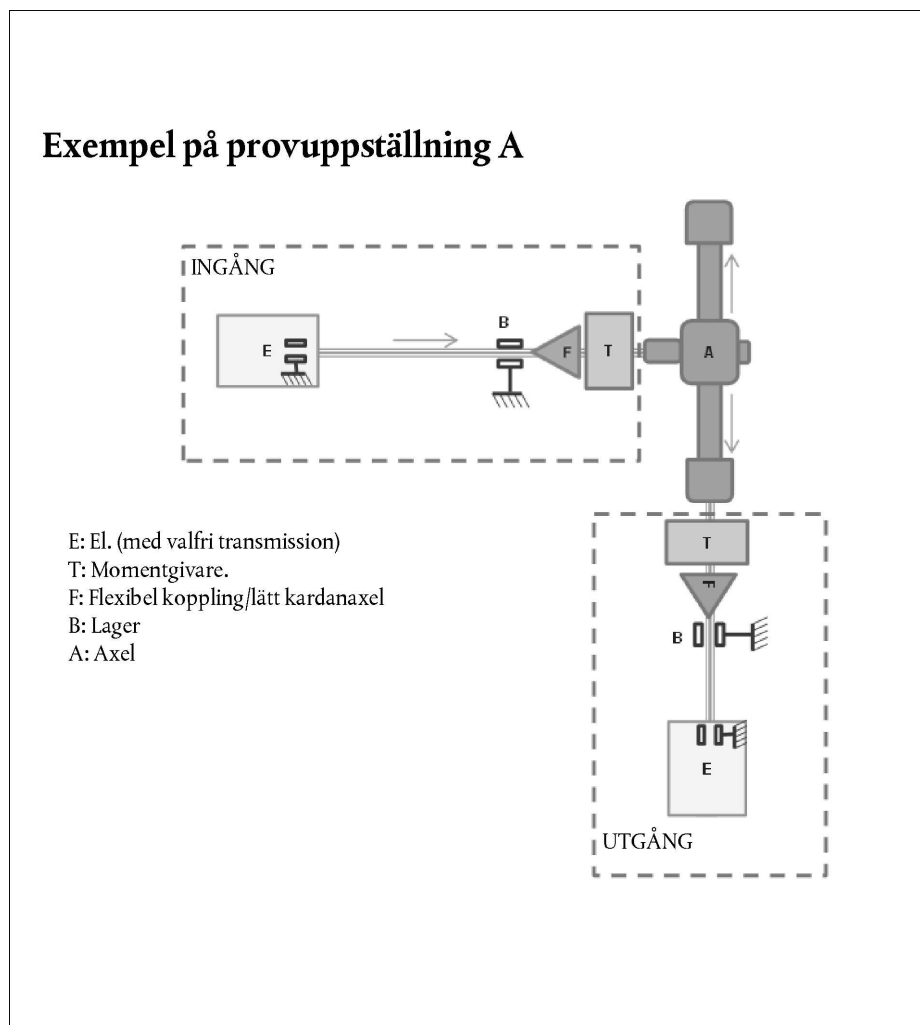 Exempel på provuppställning A
INGÅNG
B
E
F
T
A
T
F
B
E
UTGÅNG
E: El. (med valfri transmission)
T: Momentgivare.
F: Flexibel koppling/lätt kardanaxel
B: Lager
A: Axel